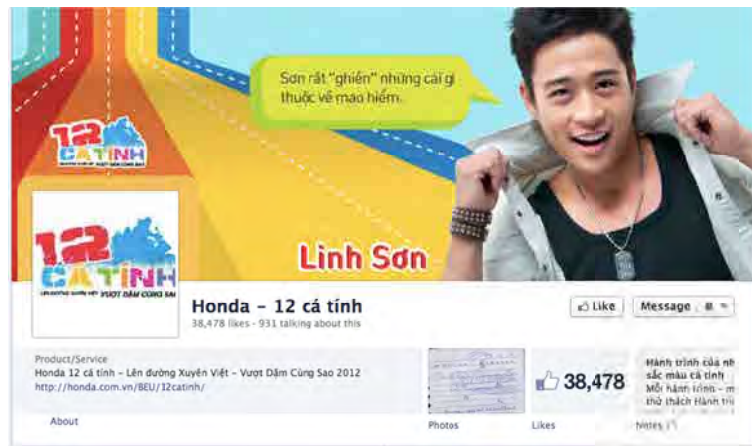 Sơn rất "ghiền" những cái gì
thuộc về mạo hiểm.
12
CÁ TÍNH
Linh Sơn
12
CÁ TÍNH
VƯỢT DẶM CÙNG SAO
Honda – 12 cá tính
38,478 likes · 931 talking about this
Like
Message
Product/Service
Honda 12 cá tính – Lên đường Xuyên Việt – Vượt Dặm Cùng Sao 2012
http://honda.com.vn/BEU/12catinh/
About
Photos
38,478
Likes
Hành trình của nh
sắc màu cá tính
Mỗi hành trình – m
thử thách Hành trì
Notes